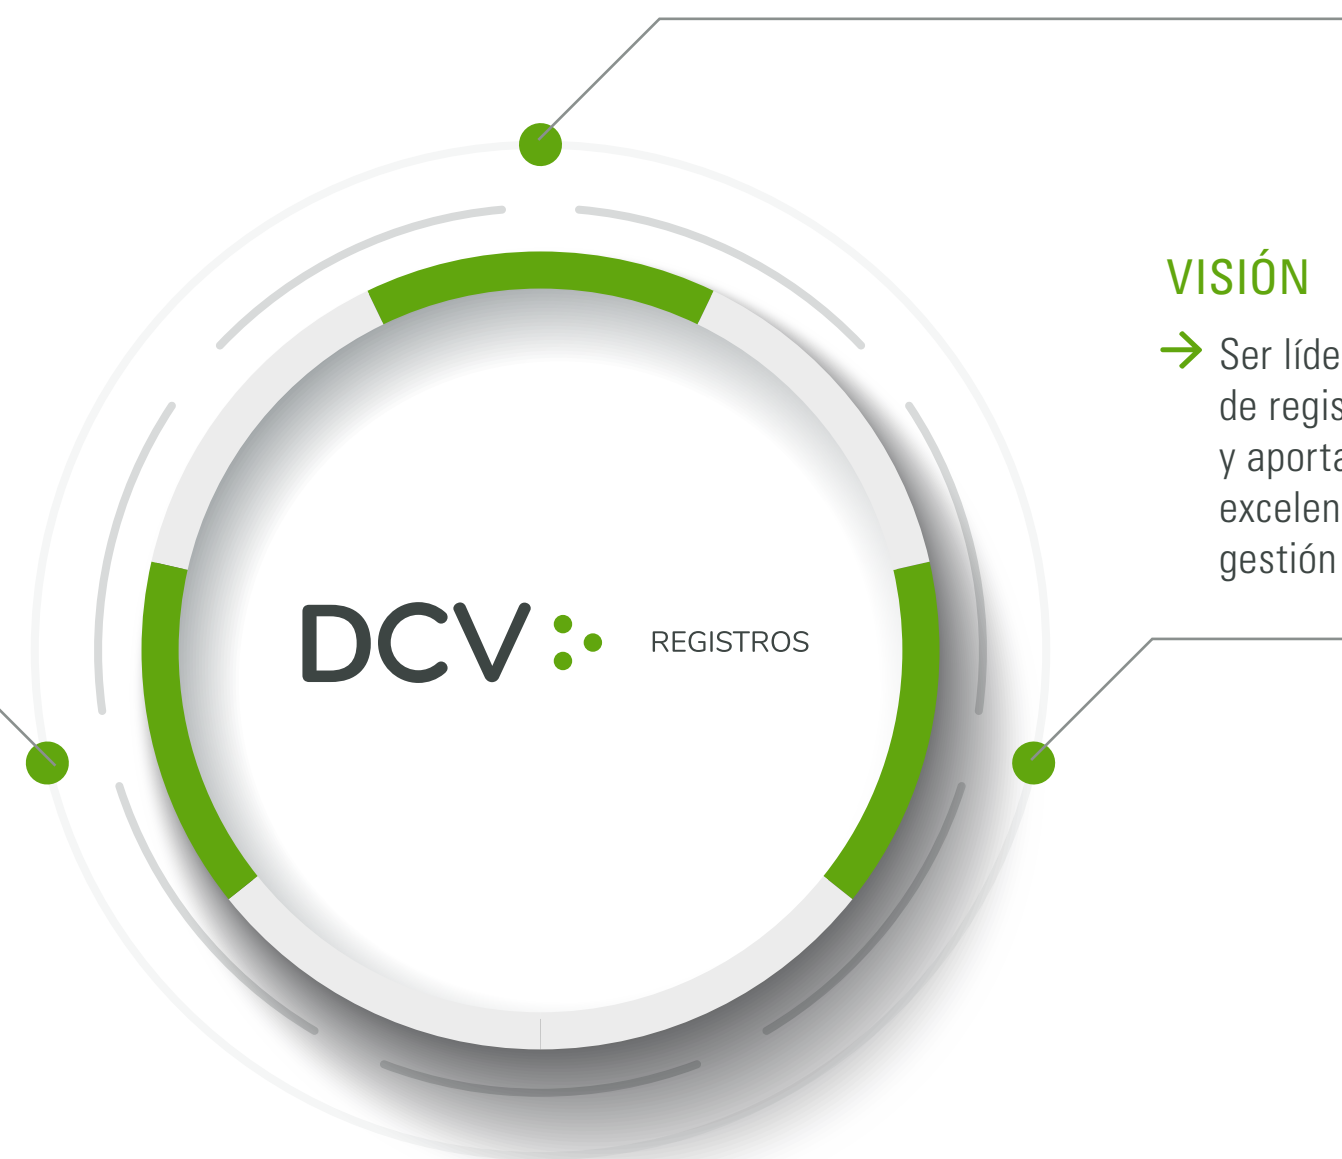 VISIÓN
Ser líde
de regis
y aporta
excelen
gestión
DCV REGISTROS